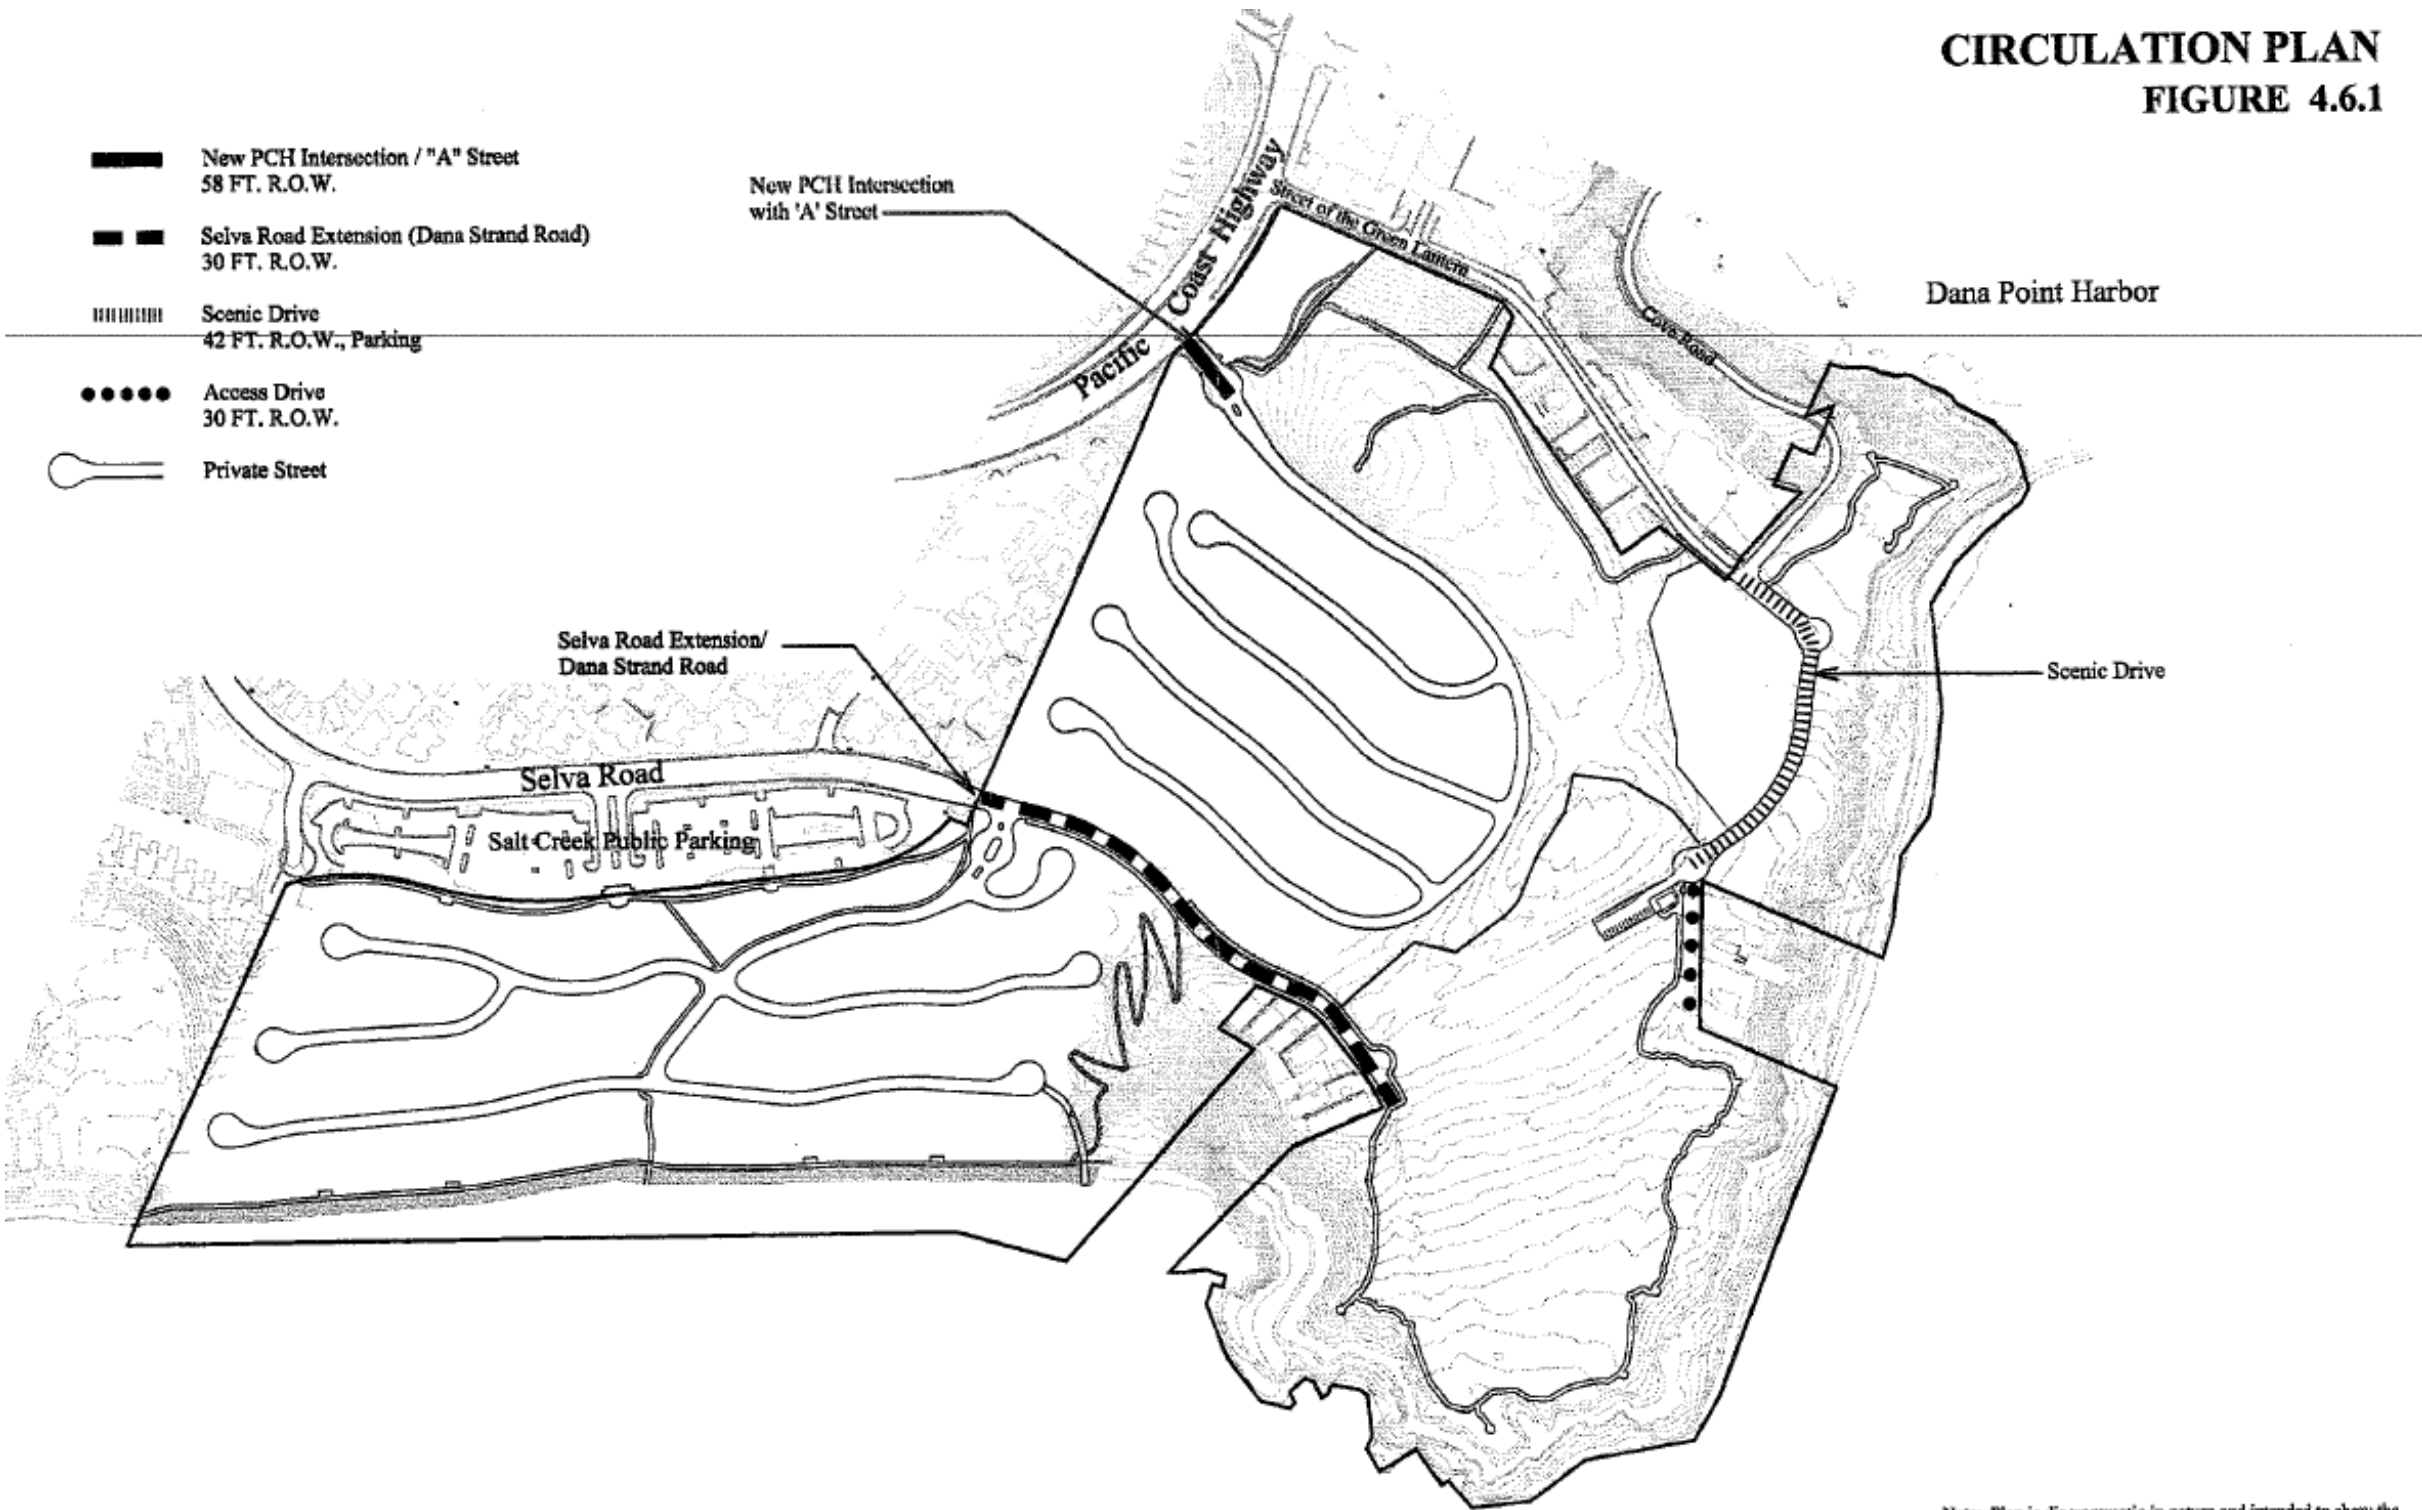 CIRCULATION PLAN
FIGURE 4.6.1
New PCH Intersection / "A" Street
58 FT. R.O.W.
Selva Road Extension (Dana Strand Road)
30 FT. R.O.W.
Scenic Drive
42 FT. R.O.W., Parking
Access Drive
30 FT. R.O.W.
Private Street
New PCH Intersection
with 'A' Street
Pacific Coast Highway
Street of the Green Lantern
Cove Road
Dana Point Harbor
Selva Road Extension/
Dana Strand Road
Scenic Drive
Selva Road
Salt Creek Public Parking